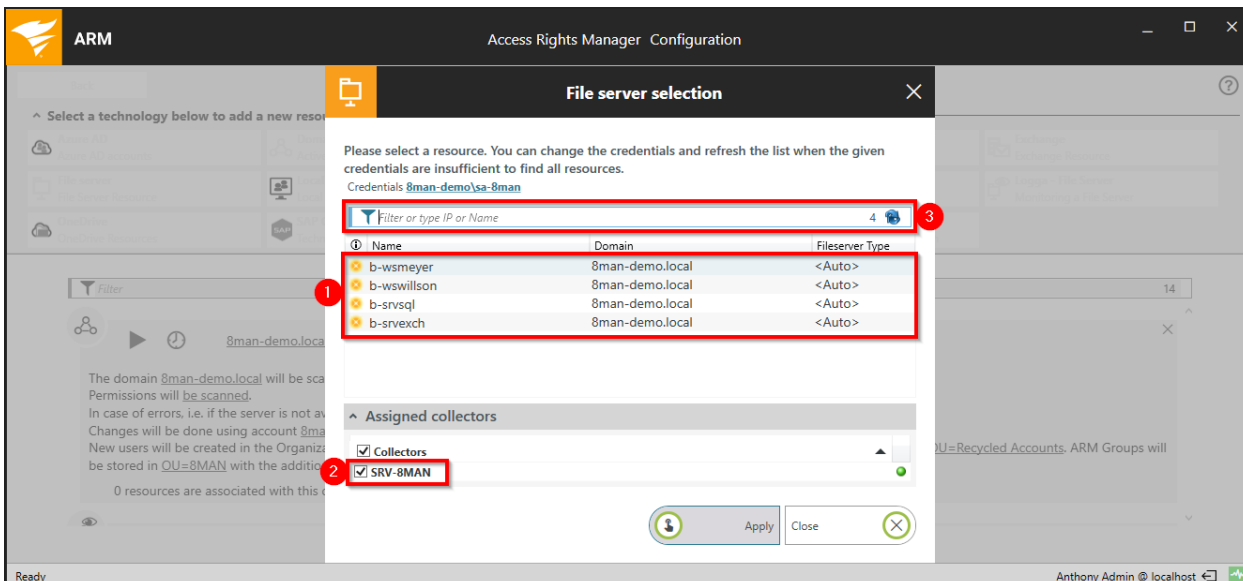 ARM
Access Rights Manager Configuration
File server selection
Select a technology below to add a new reso
Please select a resource. You can change the credentials and refresh the list when the given
credentials are insufficient to find all resources.
Credentials 8man-demo\sa-8man
Filter or type IP or Name
4
3
Name Domain Fileserver Type
1
b-wsmeyer 8man-demo.local <Auto>
b-wswillson 8man-demo.local <Auto>
b-srvsql 8man-demo.local <Auto>
b-srvexch 8man-demo.local <Auto>
Filter
14
8man-demo.loca
The domain 8man-demo.local will be sca
Permissions will be scanned.
In case of errors, i.e. if the server is not av
Changes will be done using account 8ma
New users will be created in the Organiza OU=Recycled Accounts. ARM Groups will
be stored in OU=8MAN with the additio
0 resources are associated with this
Assigned collectors
Collectors
2
SRV-8MAN
Apply Close
Ready
Anthony Admin @ localhost